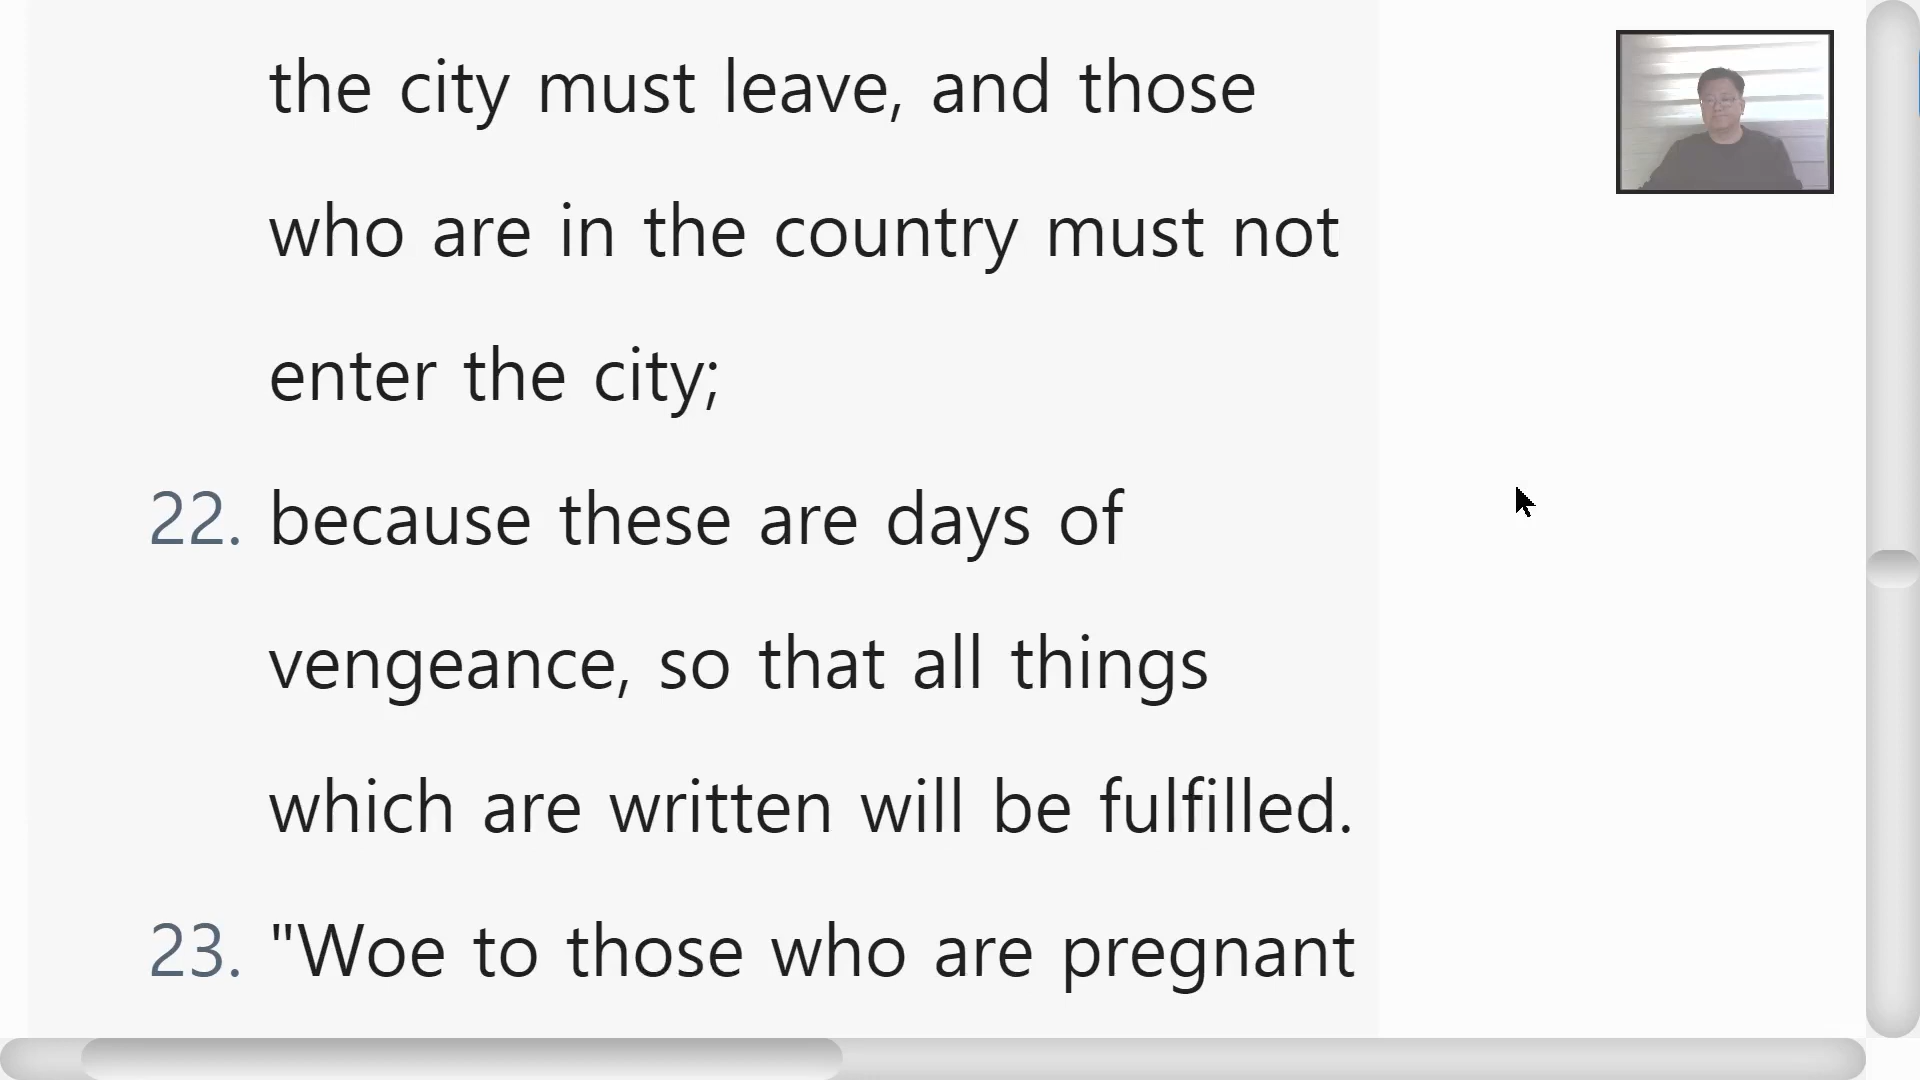 the city must leave, and those
who are in the country must not
enter the city;
22. because these are days of
vengeance, so that all things
which are written will be fulfilled.
23. "Woe to those who are pregnant